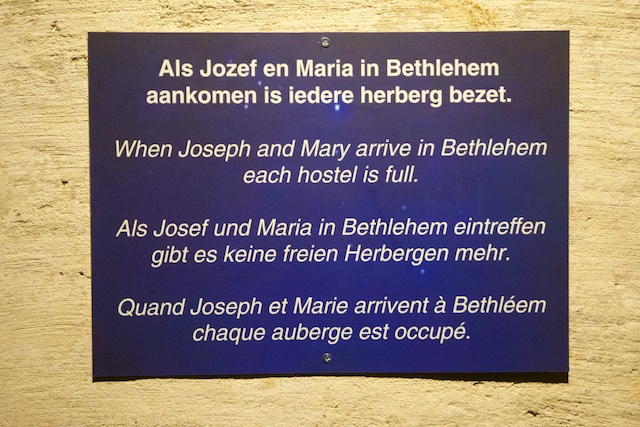 Als Jozef en Maria in Bethlehem
aankomen is iedere herberg bezet.
When Joseph and Mary arrive in Bethlehem
each hostel is full.
Als Josef und Maria in Bethlehem eintreffen
gibt es keine freien Herbergen mehr.
Quand Joseph et Marie arrivent à Bethléem
chaque auberge est occupé.